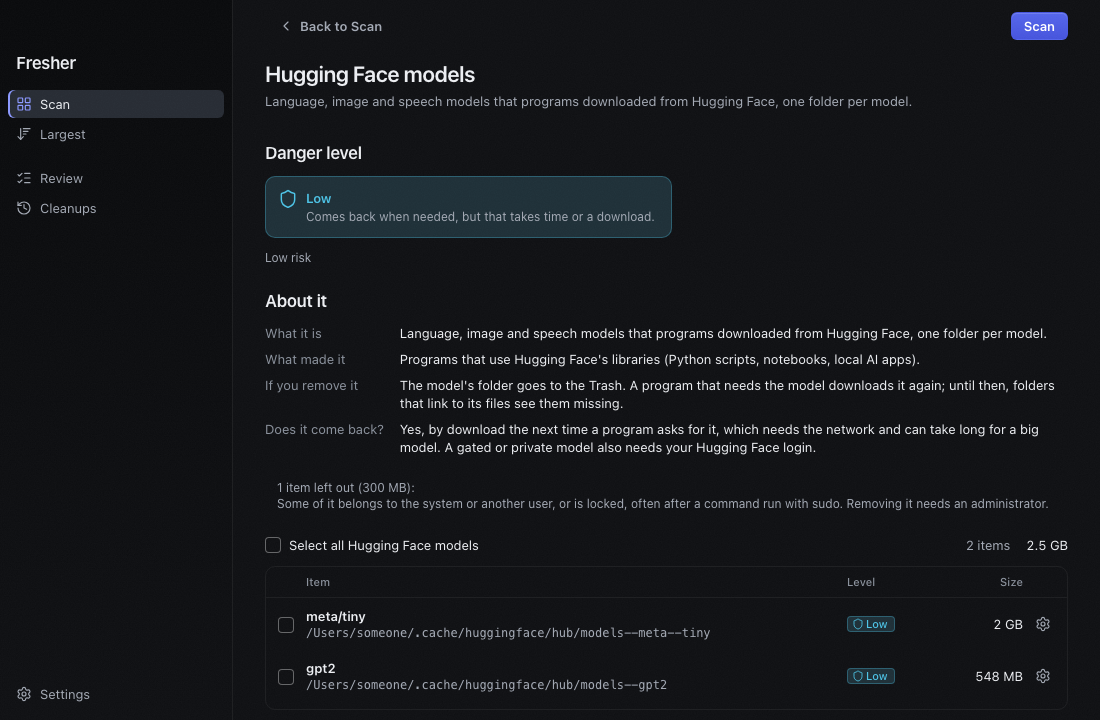 Back to Scan
Scan
Fresher
Scan
Largest
Review
Cleanups
Settings
Hugging Face models
Language, image and speech models that programs downloaded from Hugging Face, one folder per model.
Danger level
Low
Comes back when needed, but that takes time or a download.
Low risk
About it
What it is
Language, image and speech models that programs downloaded from Hugging Face, one folder per model.
What made it
Programs that use Hugging Face's libraries (Python scripts, notebooks, local AI apps).
If you remove it
The model's folder goes to the Trash. A program that needs the model downloads it again; until then, folders
that link to its files see them missing.
Does it come back?
Yes, by download the next time a program asks for it, which needs the network and can take long for a big
model. A gated or private model also needs your Hugging Face login.
1 item left out (300 MB):
Some of it belongs to the system or another user, or is locked, often after a command run with sudo. Removing it needs an administrator.
Select all Hugging Face models
2 items 2.5 GB
Item Level Size
meta/tiny
/Users/someone/.cache/huggingface/hub/models--meta--tiny
Low
2 GB
gpt2
/Users/someone/.cache/huggingface/hub/models--gpt2
Low
548 MB